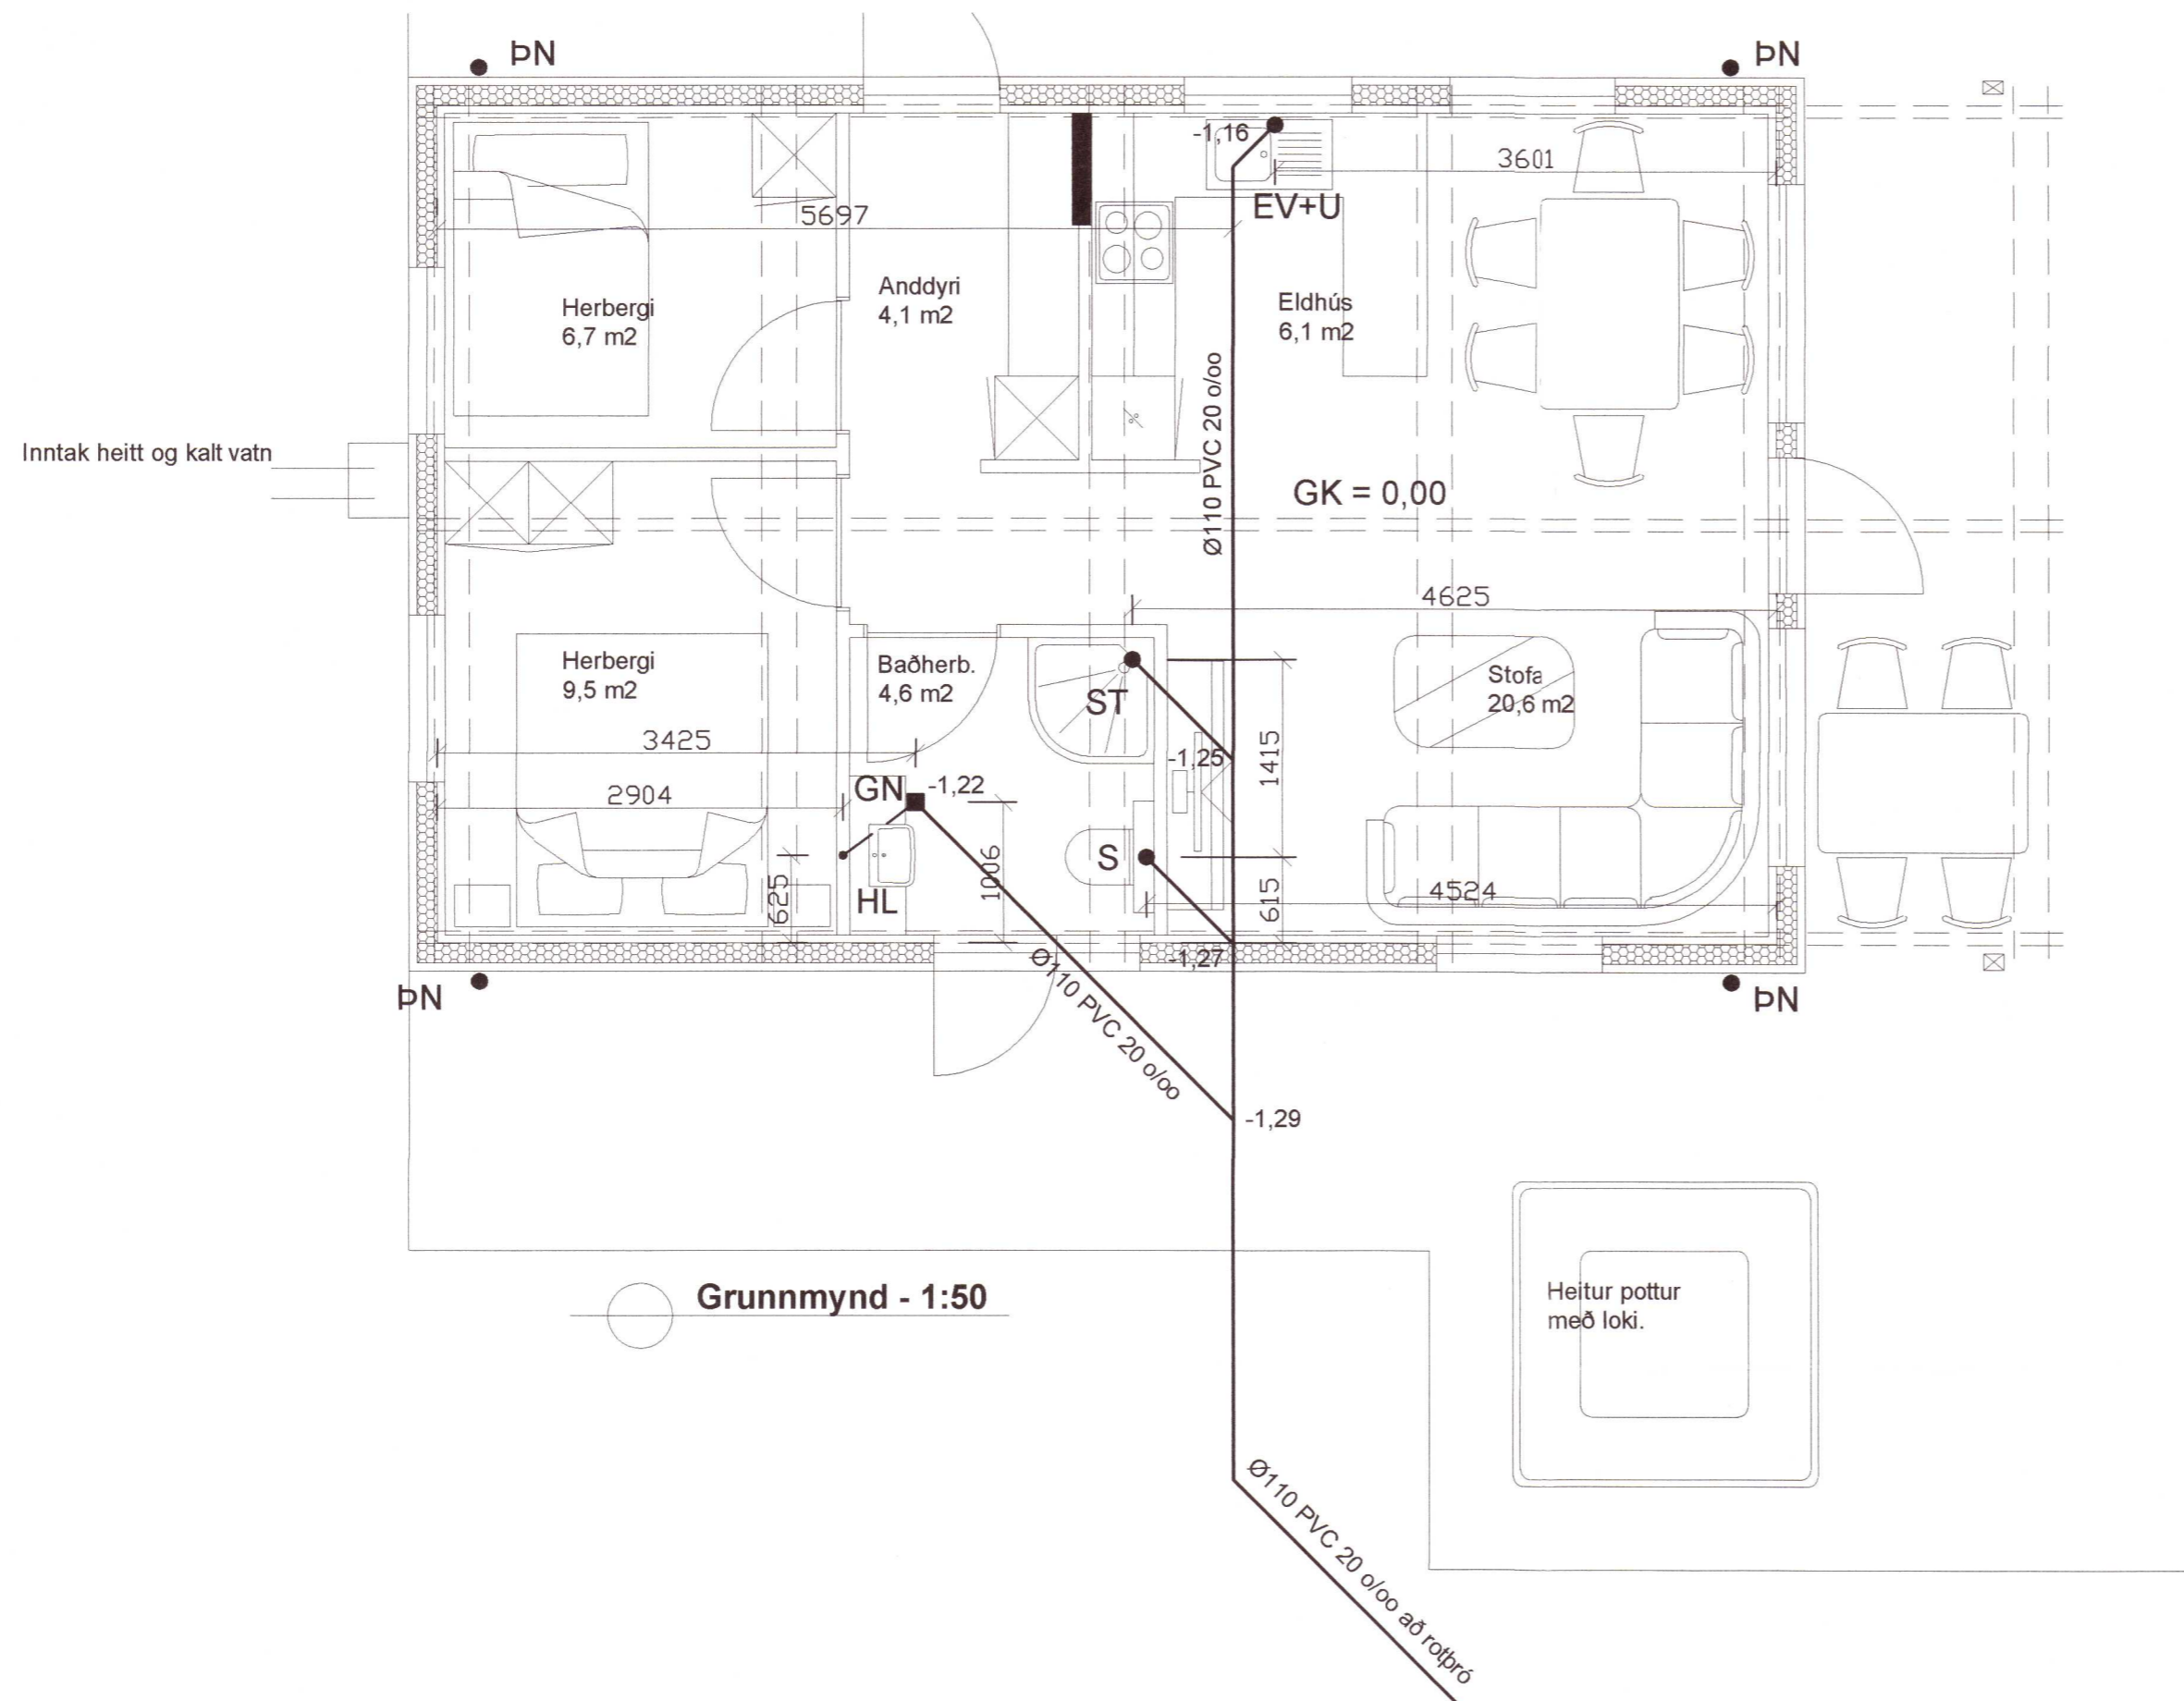 ÞN
ÞN
-1,16
3601
EV+U
5697
Anddyri
4,1 m2
Herbergi
6,7 m2
Eldhús
6,1 m2
Ø110 PVC 20 o/oo
Inntak heitt og kalt vatn
GK = 0,00
4625
Herbergi
9,5 m2
Baðherb.
4,6 m2
ST
Stofa
20,6 m2
3425
-1,25
1415
2904
GN
-1,22
S
1006
625
HL
615
4524
-1,27
ÞN
ÞN
Ø110 PVC 20 o/oo
-1,29
Grunnmynd - 1:50
Heitur pottur
með loki.
Ø110 PVC 20 o/oo að rotþró